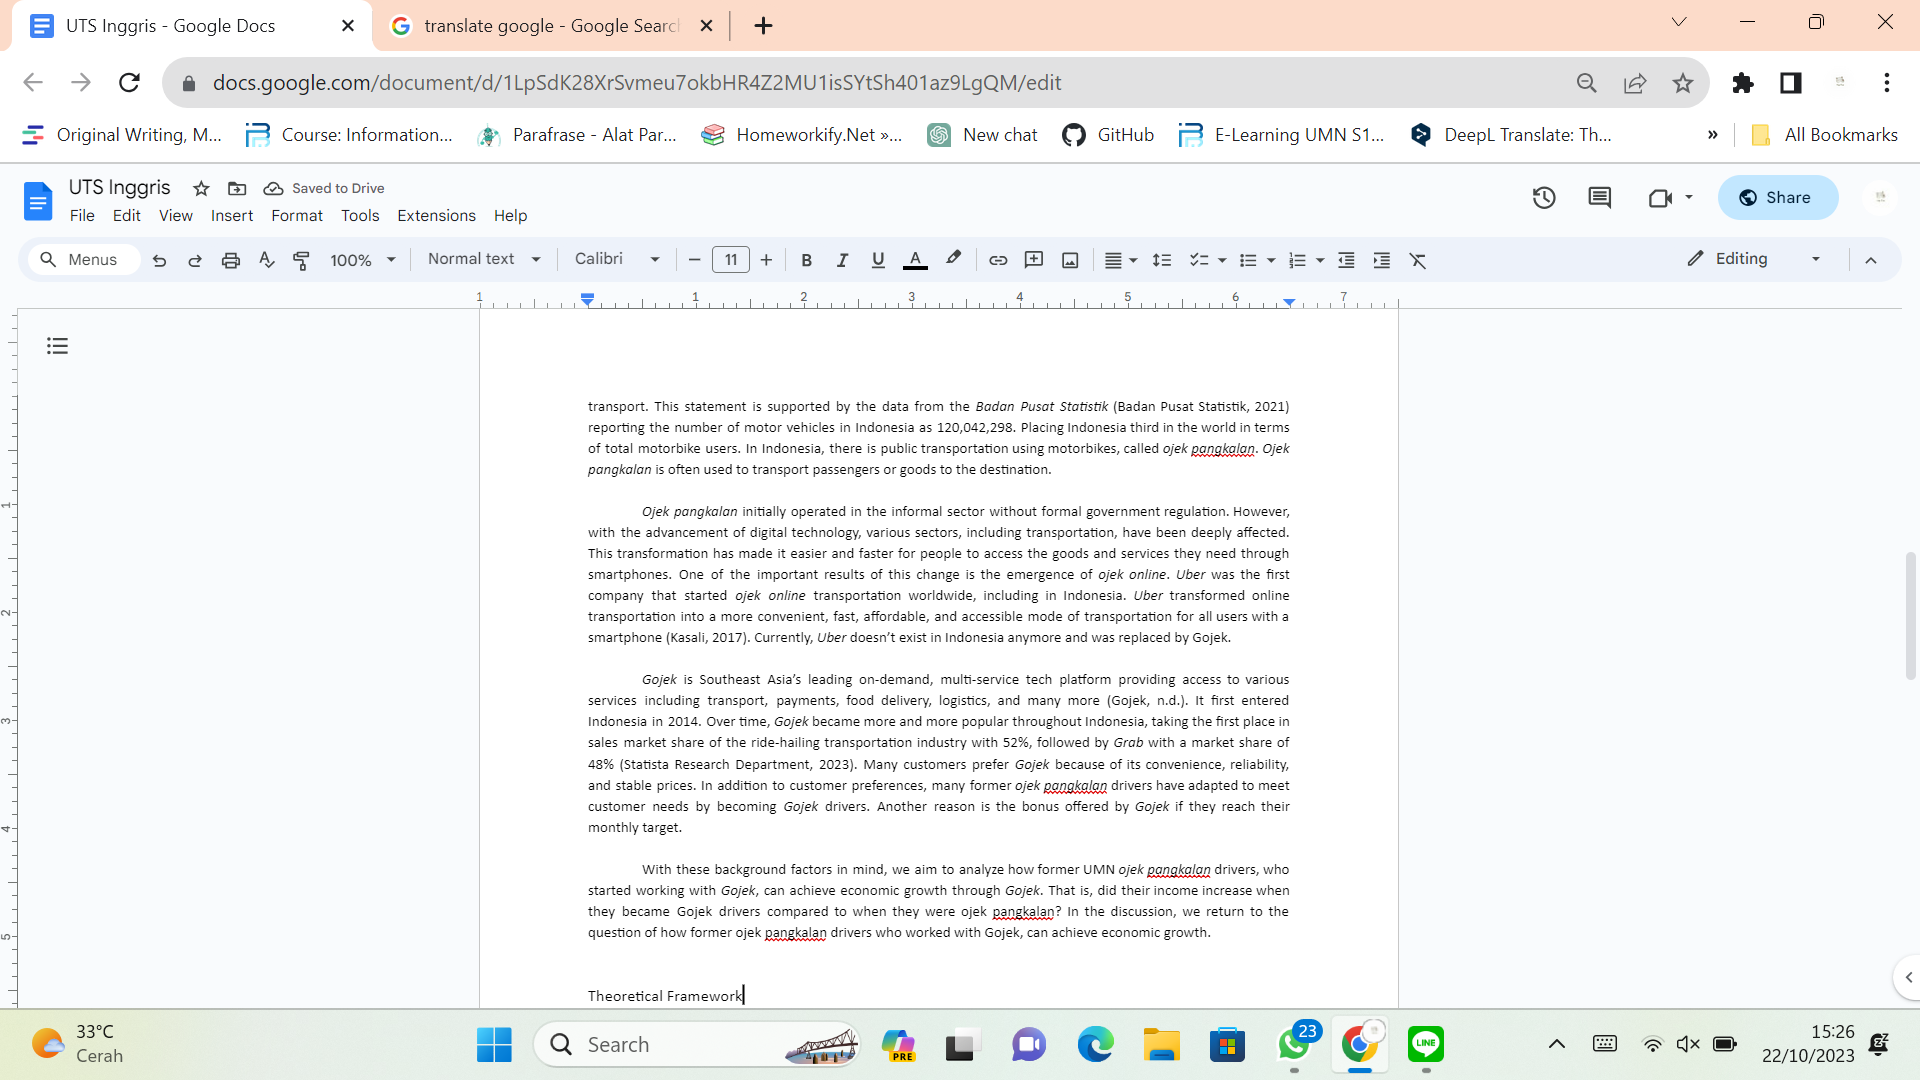 UTS Inggris - Google Docs
translate google - Google Searc
docs.google.com/document/d/1LpSdK28XrSvmeu7okbHR4Z2MU1isSYtSh401az9LgQM/edit
Original Writing, M...
Course: Information...
Parafrase - Alat Par...
Homeworkify.Net »...
New chat
GitHub
E-Learning UMN S1...
DeepL Translate: Th...
»
All Bookmarks
UTS Inggris
Saved to Drive
File Edit View Insert Format Tools Extensions Help
Share
Menus
100%
Normal text
Calibri
11
B I U A
Editing
1 1 2 3 4 5 6 7
transport. This statement is supported by the data from the Badan Pusat Statistik (Badan Pusat Statistik, 2021)
reporting the number of motor vehicles in Indonesia as 120,042,298. Placing Indonesia third in the world in terms
of total motorbike users. In Indonesia, there is public transportation using motorbikes, called ojek pangkalan. Ojek
pangkalan is often used to transport passengers or goods to the destination.
Ojek pangkalan initially operated in the informal sector without formal government regulation. However,
with the advancement of digital technology, various sectors, including transportation, have been deeply affected.
This transformation has made it easier and faster for people to access the goods and services they need through
smartphones. One of the important results of this change is the emergence of ojek online. Uber was the first
company that started ojek online transportation worldwide, including in Indonesia. Uber transformed online
transportation into a more convenient, fast, affordable, and accessible mode of transportation for all users with a
smartphone (Kasali, 2017). Currently, Uber doesn't exist in Indonesia anymore and was replaced by Gojek.
Gojek is Southeast Asia's leading on-demand, multi-service tech platform providing access to various
services including transport, payments, food delivery, logistics, and many more (Gojek, n.d.). It first entered
Indonesia in 2014. Over time, Gojek became more and more popular throughout Indonesia, taking the first place in
sales market share of the ride-hailing transportation industry with 52%, followed by Grab with a market share of
48% (Statista Research Department, 2023). Many customers prefer Gojek because of its convenience, reliability,
and stable prices. In addition to customer preferences, many former ojek pangkalan drivers have adapted to meet
customer needs by becoming Gojek drivers. Another reason is the bonus offered by Gojek if they reach their
monthly target.
With these background factors in mind, we aim to analyze how former UMN ojek pangkalan drivers, who
started working with Gojek, can achieve economic growth through Gojek. That is, did their income increase when
they became Gojek drivers compared to when they were ojek pangkalan? In the discussion, we return to the
question of how former ojek pangkalan drivers who worked with Gojek, can achieve economic growth.
Theoretical Framework
1
2
3
4
5
33°C
Cerah
Search
PRE
23
LINE
15:26
22/10/2023